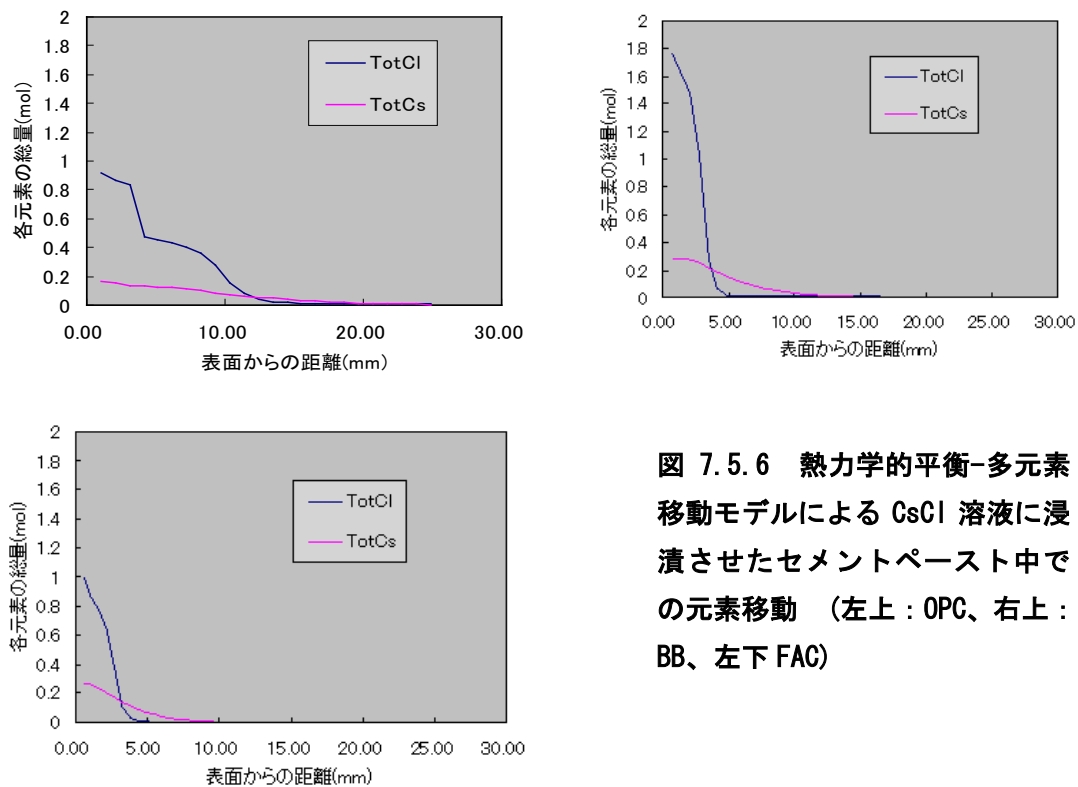 2
1.8
1.6
1.4
1.2
1
0.8
0.6
0.4
0.2
0
各元素の総量(mol)
TotCl
TotCs
0.00 10.00 20.00 30.00
表面からの距離(mm)
2
1.8
1.6
1.4
1.2
1
0.8
0.6
0.4
0.2
0
各元素の総量(mol)
TotCl
TotCs
0.00 5.00 10.00 15.00 20.00 25.00 30.00
表面からの距離(mm)
2
1.8
1.6
1.4
1.2
1
0.8
0.6
0.4
0.2
0
各元素の総量(mol)
TotCl
TotCs
0.00 5.00 10.00 15.00 20.00 25.00 30.00
表面からの距離(mm)
図 7.5.6 熱力学的平衡-多元素
移動モデルによる CsCl 溶液に浸
漬させたセメントペースト中で
の元素移動 (左上：OPC、右上：
BB、左下 FAC)